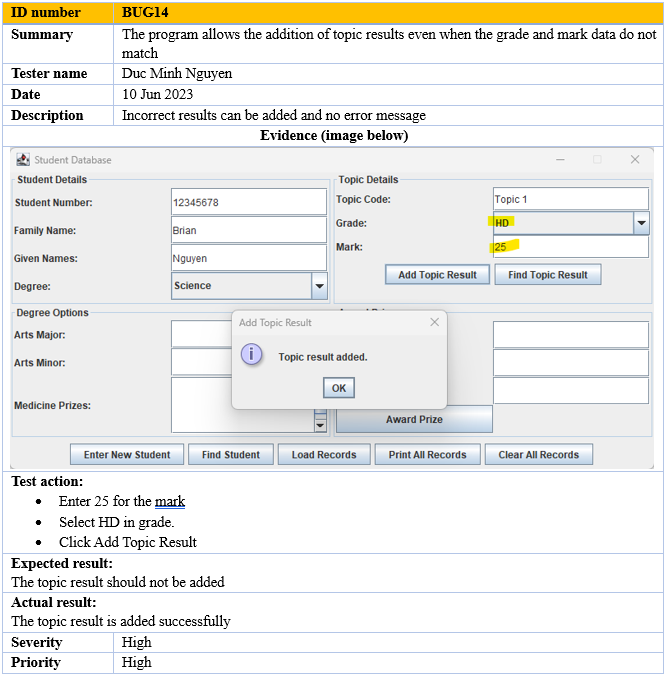 ID number BUG14
Summary The program allows the addition of topic results even when the grade and mark data do not
match
Tester name Duc Minh Nguyen
Date 10 Jun 2023
Description Incorrect results can be added and no error message
Evidence (image below)
Student Database
Student Details
Student Number: 12345678
Family Name: Brian
Given Names: Nguyen
Degree: Science
Topic Details
Topic Code: Topic 1
Grade: HD
Mark: 25
Add Topic Result Find Topic Result
Degree Options
Arts Major:
Arts Minor:
Medicine Prizes:
Add Topic Result
Topic result added.
OK
Award Prize
Enter New Student Find Student Load Records Print All Records Clear All Records
Test action:
• Enter 25 for the mark
• Select HD in grade.
• Click Add Topic Result
Expected result:
The topic result should not be added
Actual result:
The topic result is added successfully
Severity High
Priority High